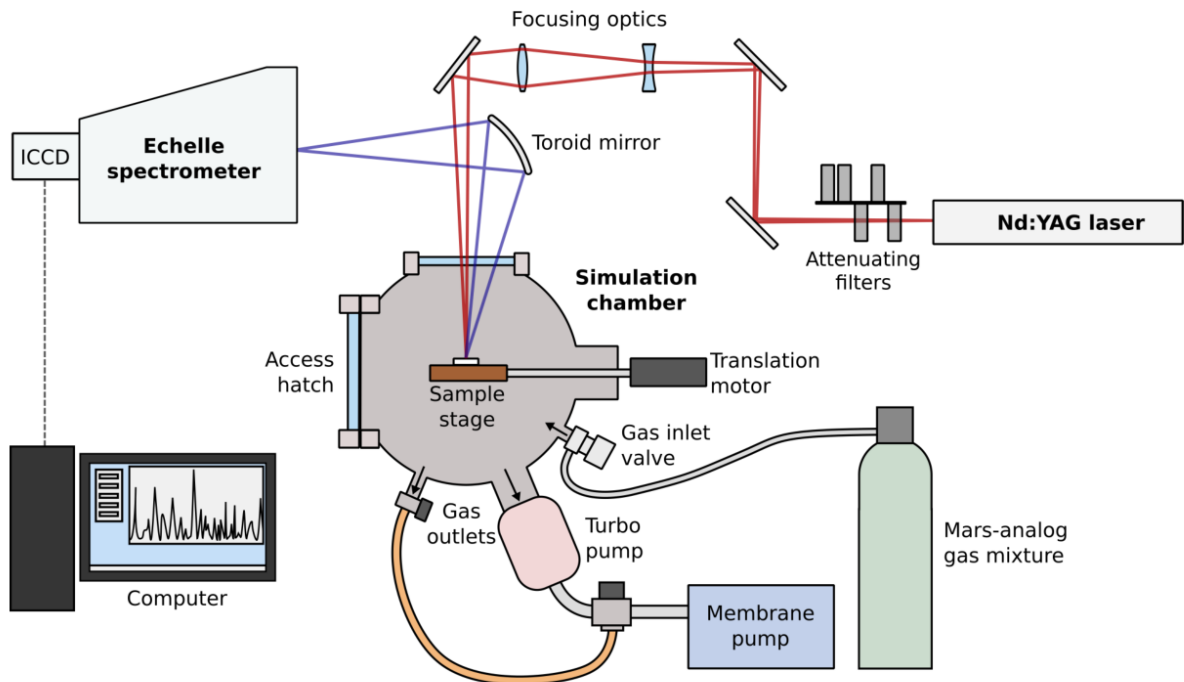 Focusing optics
Toroid mirror
ICCD
Echelle
spectrometer
Nd:YAG laser
Attenuating
filters
Simulation
chamber
Access
hatch
Sample
stage
Translation
motor
Gas inlet
valve
Gas
outlets
Turbo
pump
Mars-analog
gas mixture
Computer
Membrane
pump